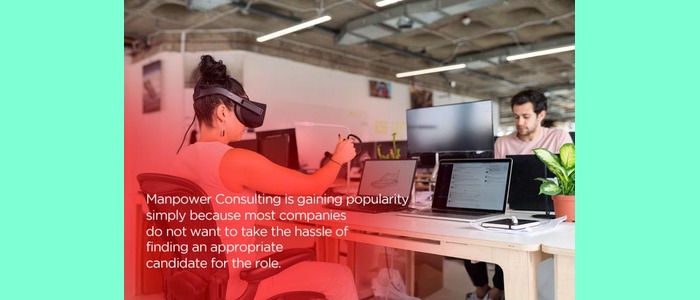 Manpower Consulting is gaining popularity
simply because most companies
do not want to take the hassle of
finding an appropriate
candidate for the role.